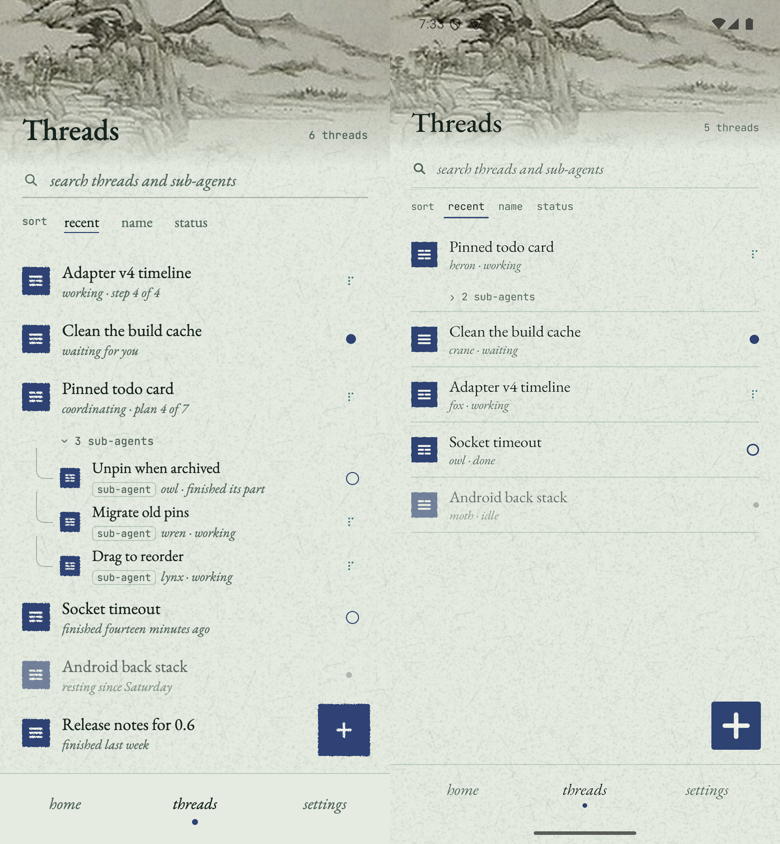 Threads
6 threads
search threads and sub-agents
sort recent name status
Adapter v4 timeline
working · step 4 of 4
Clean the build cache
waiting for you
Pinned todo card
coordinating · plan 4 of 7
3 sub-agents
Unpin when archived
sub-agent owl · finished its part
Migrate old pins
sub-agent wren · working
Drag to reorder
sub-agent lynx · working
Socket timeout
finished fourteen minutes ago
Android back stack
resting since Saturday
Release notes for 0.6
finished last week
home threads settings
7:33
Threads
5 threads
search threads and sub-agents
sort recent name status
Pinned todo card
heron · working
2 sub-agents
Clean the build cache
crane · waiting
Adapter v4 timeline
fox · working
Socket timeout
owl · done
Android back stack
moth · idle
home threads settings